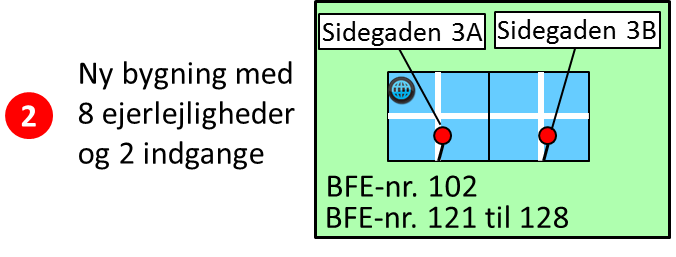 2
Ny bygning med
8 ejerlejligheder
og 2 indgange
Sidegaden 3A
Sidegaden 3B
BFE-nr. 102
BFE-nr. 121 til 128